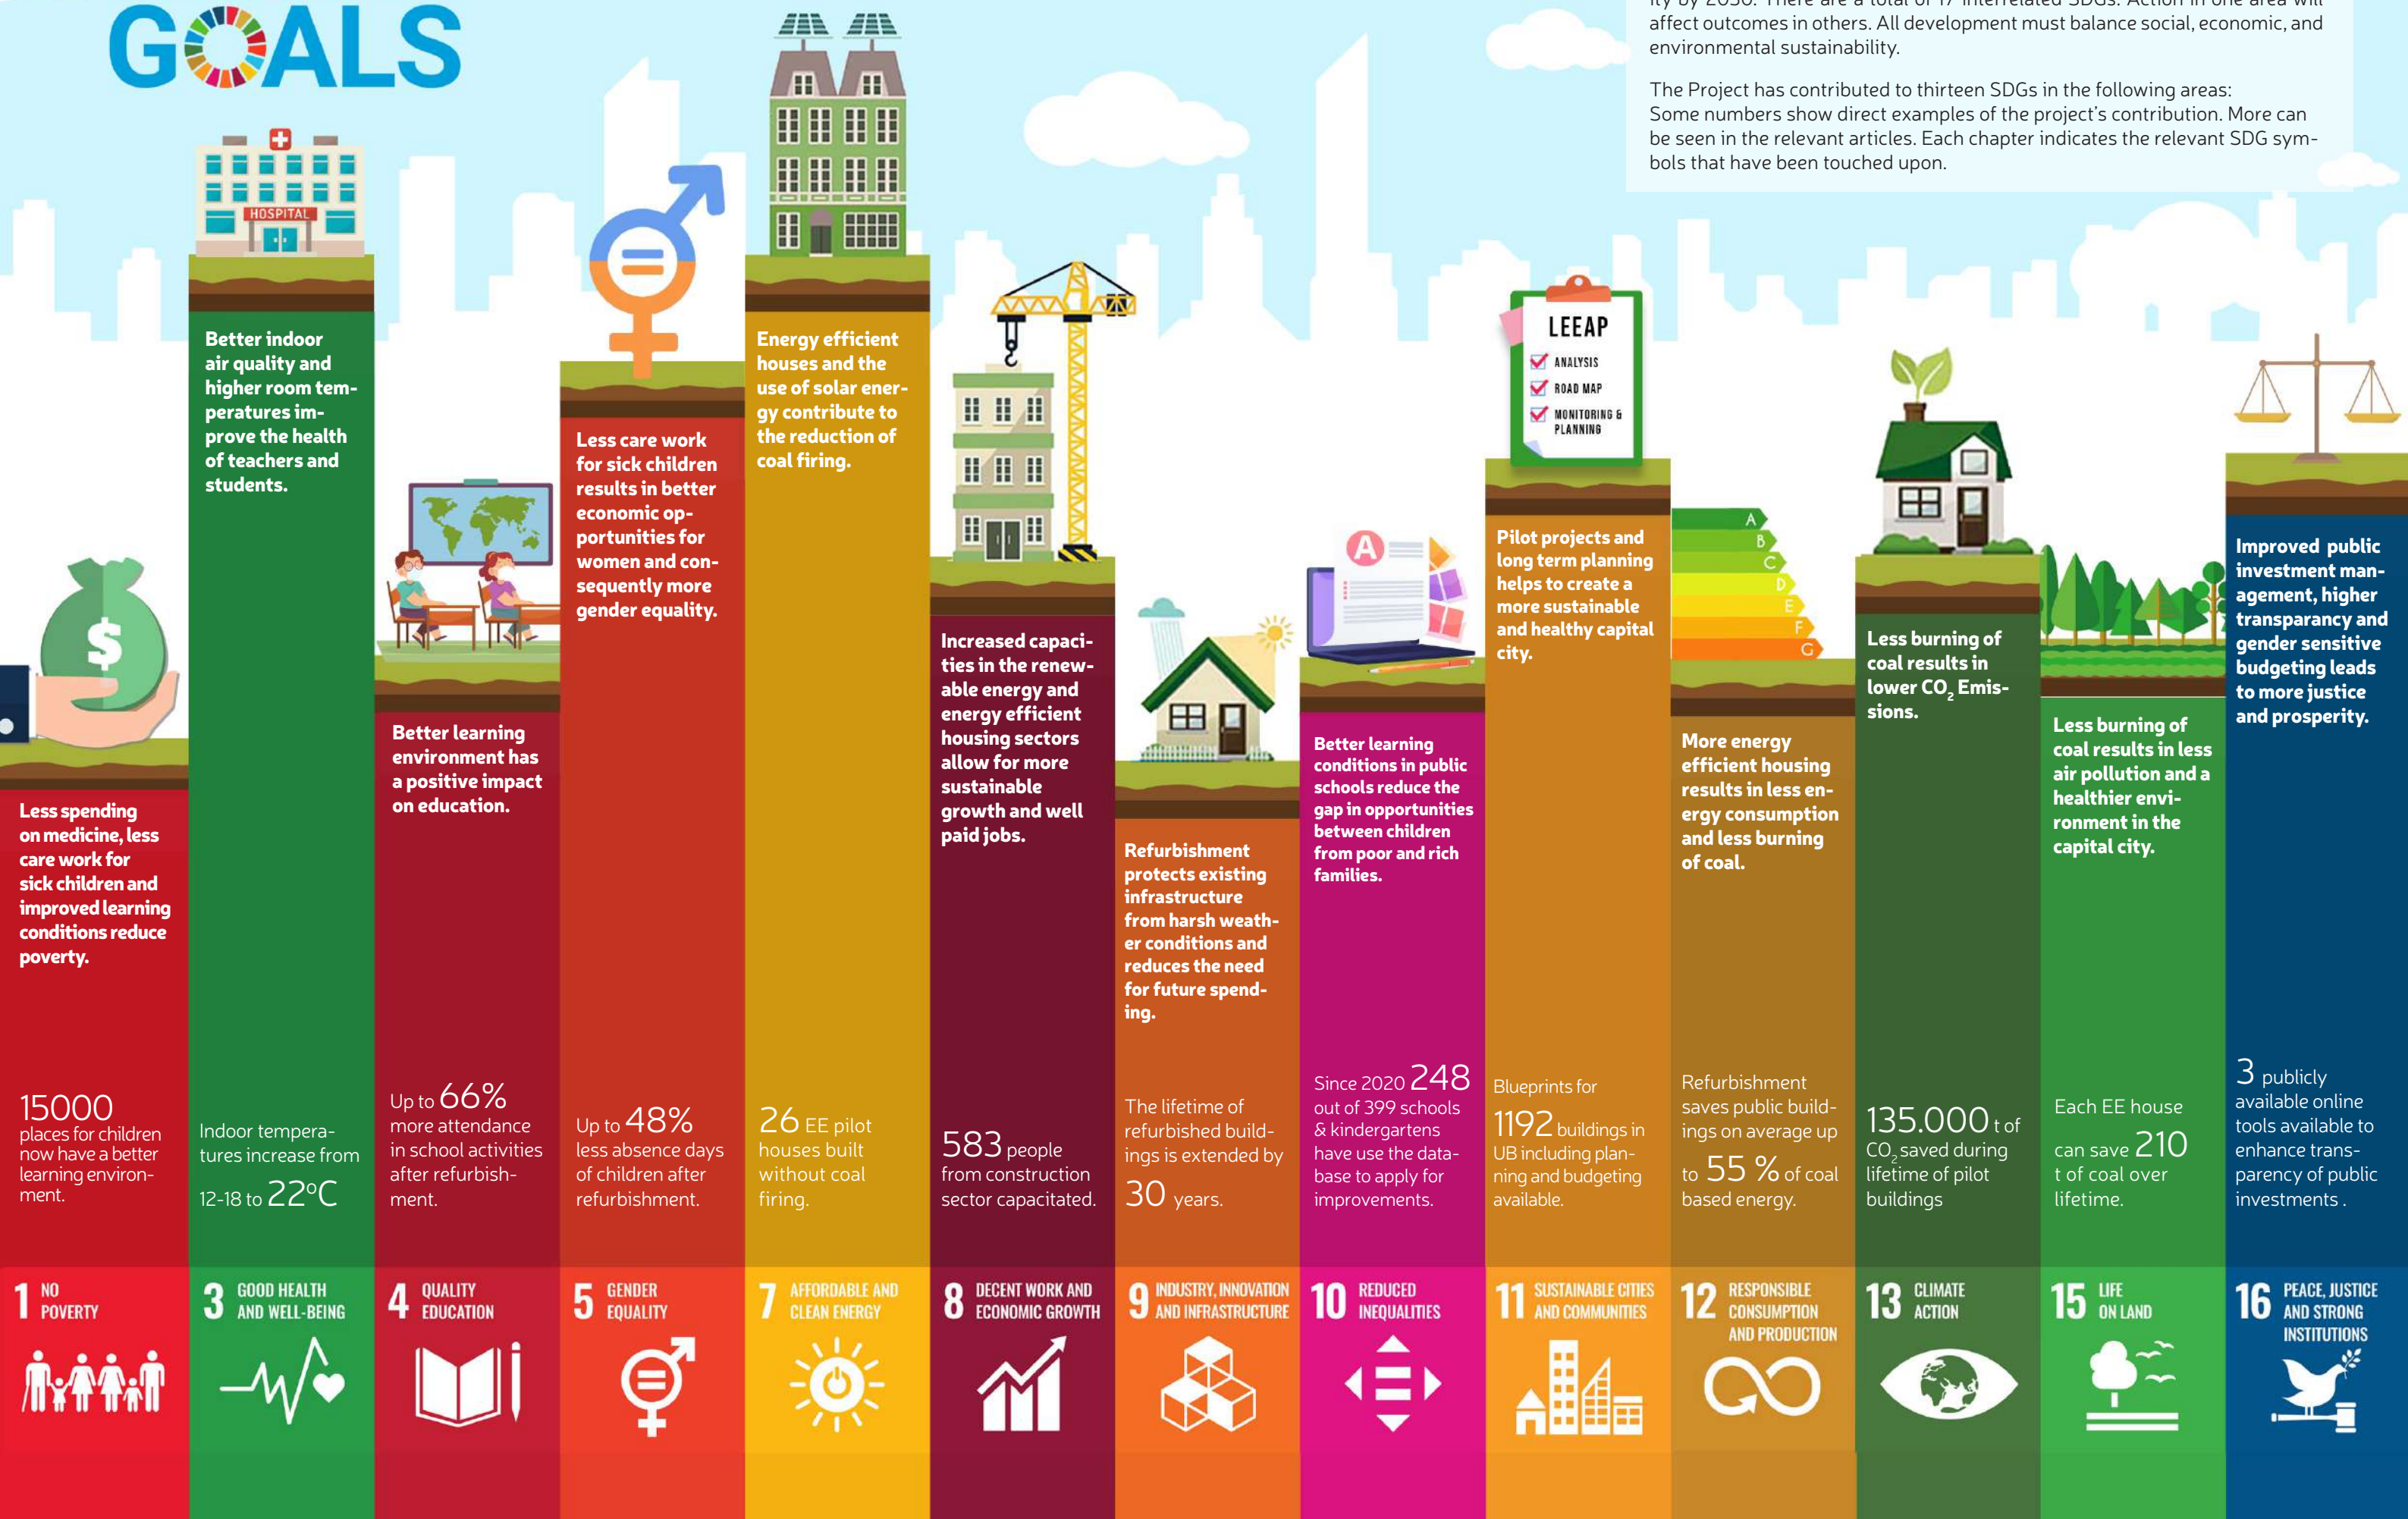 GOALS
ity by 2030. There are a total of 17 interrelated SDGs. Action in one area will
affect outcomes in others. All development must balance social, economic, and
environmental sustainability.
The Project has contributed to thirteen SDGs in the following areas:
Some numbers show direct examples of the project's contribution. More can
be seen in the relevant articles. Each chapter indicates the relevant SDG sym-
bols that have been touched upon.
$
Less spending
on medicine, less
care work for
sick children and
improved learning
conditions reduce
poverty.
15000
places for children
now have a better
learning environ-
ment.
1 NO
POVERTY
HOSPITAL
Better indoor
air quality and
higher room tem-
peratures im-
prove the health
of teachers and
students.
Indoor tempera-
tures increase from
12-18 to 22ºC
3 GOOD HEALTH
AND WELL-BEING
Better learning
environment has
a positive impact
on education.
Up to 66%
more attendance
in school activities
after refurbish-
ment.
4 QUALITY
EDUCATION
Less care work
for sick children
results in better
economic op-
portunities for
women and con-
sequently more
gender equality.
Up to 48%
less absence days
of children after
refurbishment.
5 GENDER
EQUALITY
Energy efficient
houses and the
use of solar ener-
gy contribute to
the reduction of
coal firing.
26 EE pilot
houses built
without coal
firing.
7 AFFORDABLE AND
CLEAN ENERGY
Increased capaci-
ties in the renew-
able energy and
energy efficient
housing sectors
allow for more
sustainable
growth and well
paid jobs.
583 people
from construction
sector capacitated.
8 DECENT WORK AND
ECONOMIC GROWTH
Refurbishment
protects existing
infrastructure
from harsh weath-
er conditions and
reduces the need
for future spend-
ing.
The lifetime of
refurbished build-
ings is extended by
30 years.
9 INDUSTRY, INNOVATION
AND INFRASTRUCTURE
A
Better learning
conditions in public
schools reduce the
gap in opportunities
between children
from poor and rich
families.
Since 2020 248
out of 399 schools
& kindergartens
have use the data-
base to apply for
improvements.
10 REDUCED
INEQUALITIES
LEEAP
ANALYSIS
ROAD MAP
MONITORING &
PLANNING
Pilot projects and
long term planning
helps to create a
more sustainable
and healthy capital
city.
Blueprints for
1192 buildings in
UB including plan-
ning and budgeting
available.
11 SUSTAINABLE CITIES
AND COMMUNITIES
A
B
C
D
E
F
G
More energy
efficient housing
results in less en-
ergy consumption
and less burning
of coal.
Refurbishment
saves public build-
ings on average up
to 55 % of coal
based energy.
12 RESPONSIBLE
CONSUMPTION
AND PRODUCTION
Less burning of
coal results in
lower CO₂ Emis-
sions.
135.000 t of
CO₂ saved during
lifetime of pilot
buildings
13 CLIMATE
ACTION
Less burning of
coal results in less
air pollution and a
healthier envi-
ronment in the
capital city.
Each EE house
can save 210
t of coal over
lifetime.
15 LIFE
ON LAND
Improved public
investment man-
agement, higher
transparency and
gender sensitive
budgeting leads
to more justice
and prosperity.
3 publicly
available online
tools available to
enhance trans-
parency of public
investments .
16 PEACE, JUSTICE
AND STRONG
INSTITUTIONS